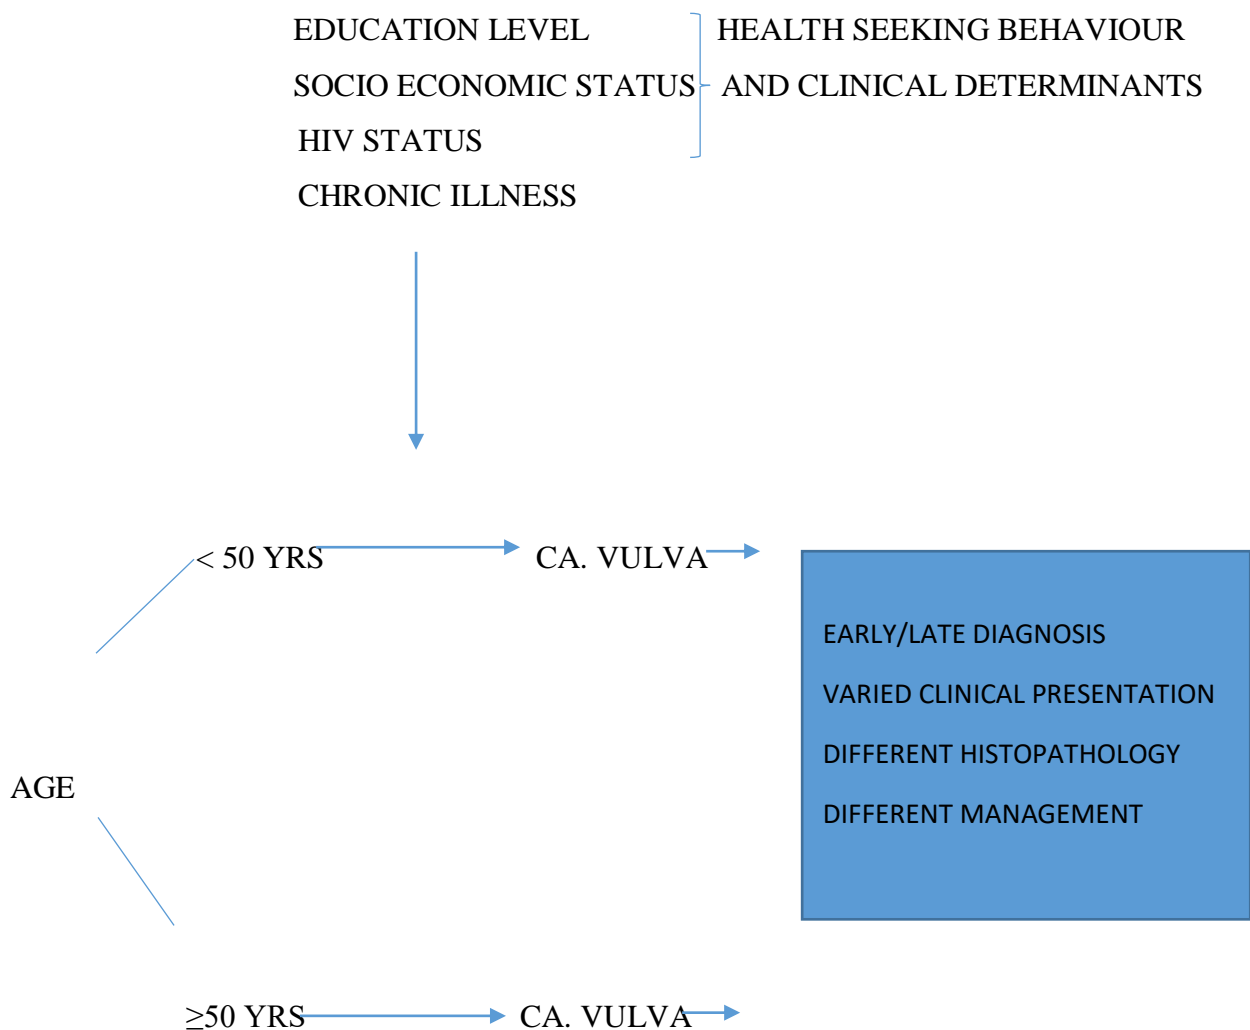 EDUCATION LEVEL HEALTH SEEKING BEHAVIOUR
SOCIO ECONOMIC STATUS AND CLINICAL DETERMINANTS
HIV STATUS
CHRONIC ILLNESS
< 50 YRS CA. VULVA
EARLY/LATE DIAGNOSIS
VARIED CLINICAL PRESENTATION
DIFFERENT HISTOPATHOLOGY
AGE
DIFFERENT MANAGEMENT
≥50 YRS CA. VULVA